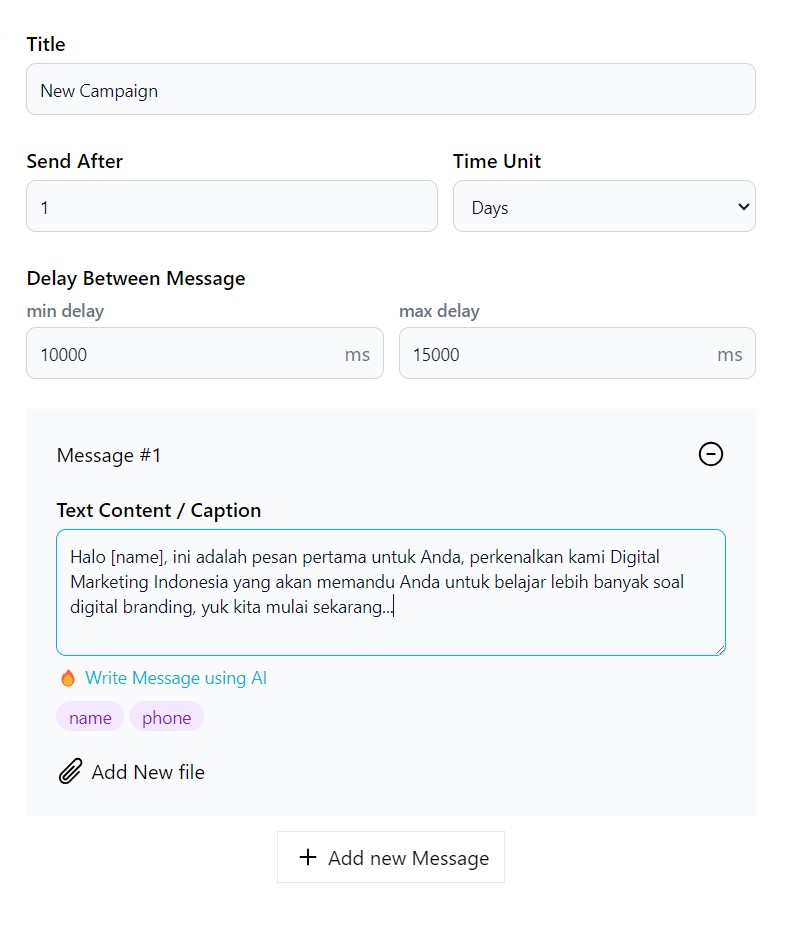 Title
New Campaign
Send After
Time Unit
1
Days
Delay Between Message
min delay
max delay
10000
ms
15000
ms
Message #1
Text Content / Caption
Halo [name], ini adalah pesan pertama untuk Anda, perkenalkan kami Digital
Marketing Indonesia yang akan memandu Anda untuk belajar lebih banyak soal
digital branding, yuk kita mulai sekarang...
Write Message using AI
name
phone
Add New file
Add new Message